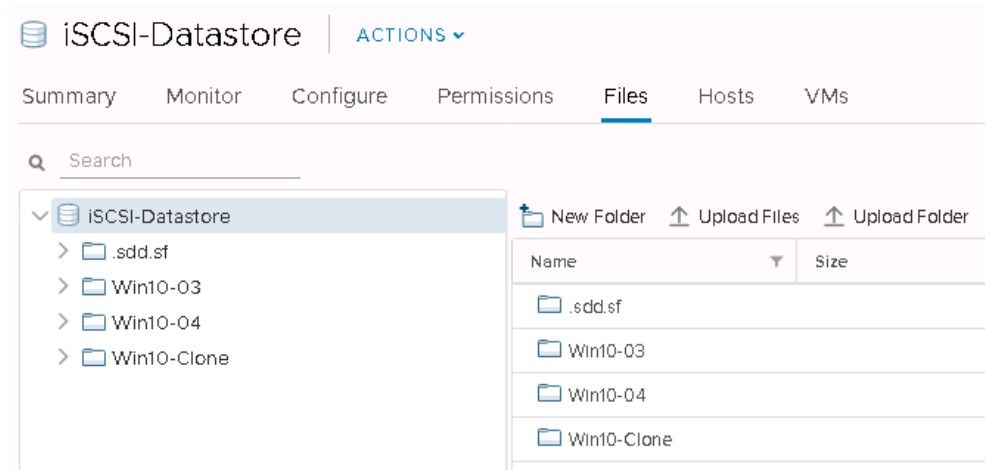 iSCSI-Datastore ACTIONS
Summary Monitor Configure Permissions Files Hosts VMs
Search
iSCSI-Datastore
.sdd.sf
Win10-03
Win10-04
Win10-Clone
New Folder Upload Files Upload Folder
Name Size
.sdd.sf
Win10-03
Win10-04
Win10-Clone